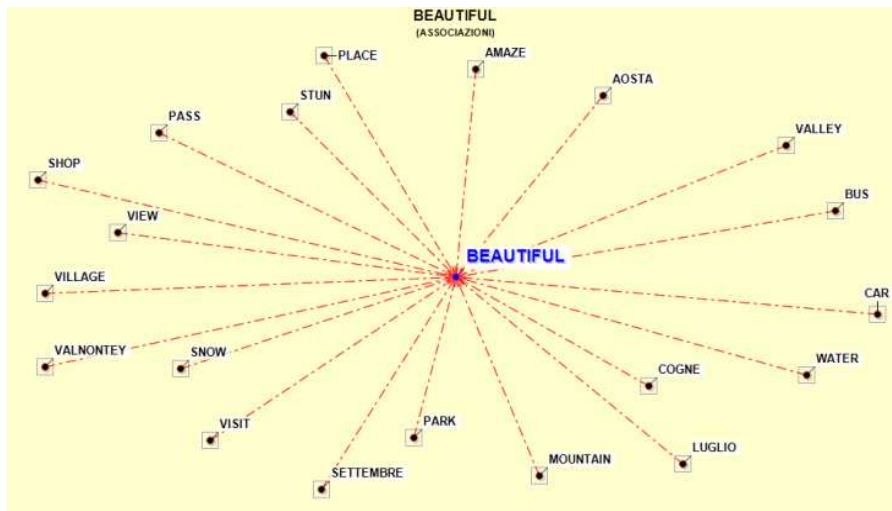 BEAUTIFUL
(ASSOCIAZIONI)
PLACE
AMAZE
AOSTA
STUN
PASS
VALLEY
SHOP
BUS
VIEW
BEAUTIFUL
VILLAGE
CAR
VALNONTEY
SNOW
COGNE
WATER
VISIT
PARK
LUGLIO
MOUNTAIN
SETTEMBRE